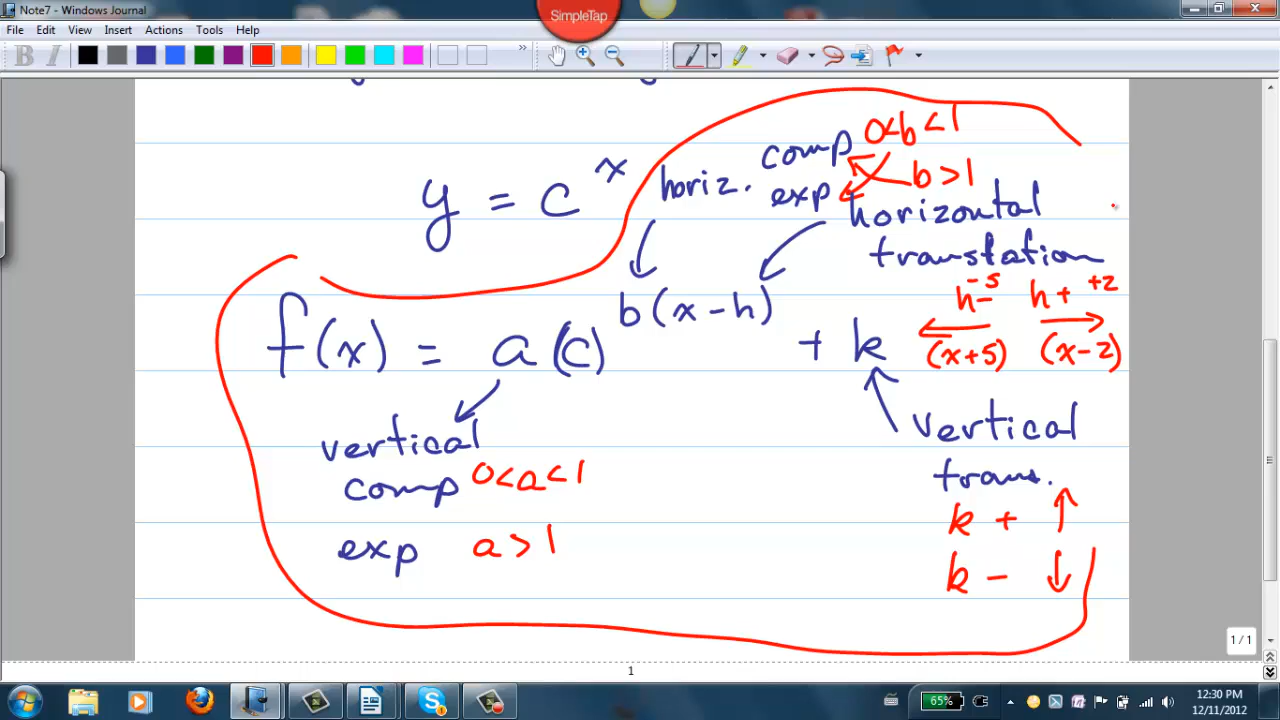 Note7 - Windows Journal
SimpleTap
File Edit View Insert Actions Tools Help
B I
horiz. comp 0<b<1
exp b>1
y = c^x
horizontal
translation
h- -5 h+ +2
(x+5) (x-2)
f(x) = a(c)^b(x-h) + k
vertical
comp 0<a<1
exp a>1
vertical
trans.
k + ↑
k - ↓
1/1
1
65%
12:30 PM
12/11/2012